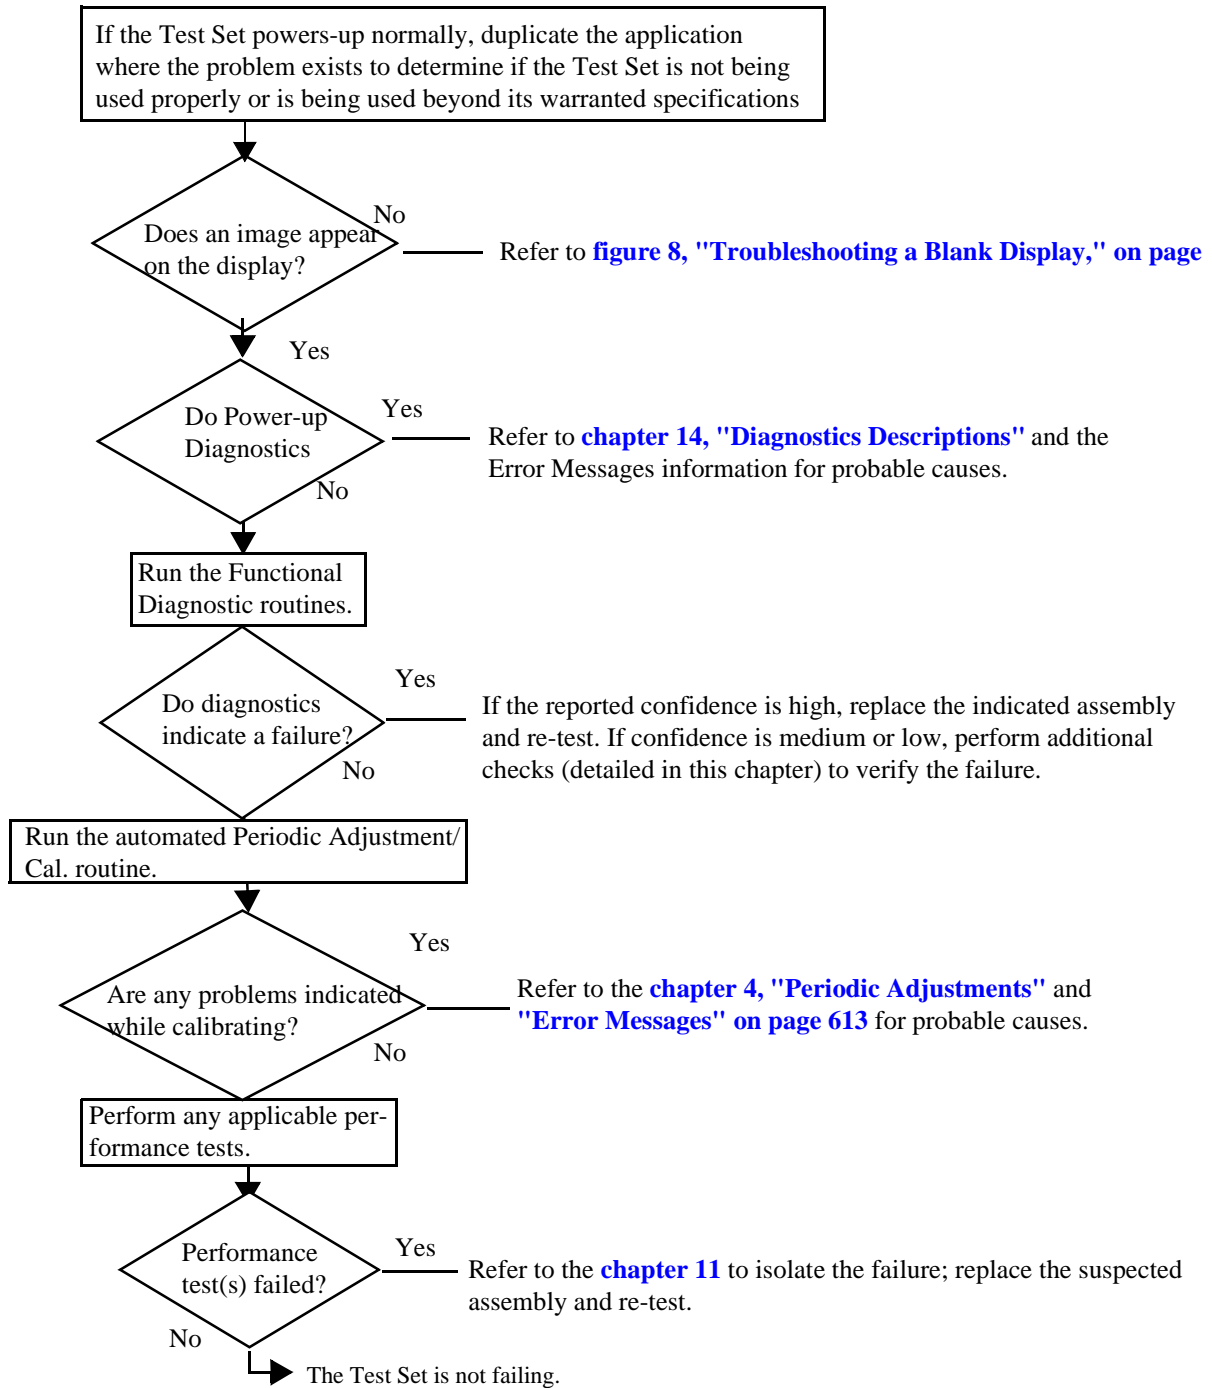 If the Test Set powers-up normally, duplicate the application
where the problem exists to determine if the Test Set is not being
used properly or is being used beyond its warranted specifications
No
Does an image appear
on the display?
Refer to figure 8, "Troubleshooting a Blank Display," on page
Yes
Do Power-up
Diagnostics
Yes
Refer to chapter 14, "Diagnostics Descriptions" and the
Error Messages information for probable causes.
No
Run the Functional
Diagnostic routines.
Yes
Do diagnostics
indicate a failure?
If the reported confidence is high, replace the indicated assembly
and re-test. If confidence is medium or low, perform additional
checks (detailed in this chapter) to verify the failure.
No
Run the automated Periodic Adjustment/
Cal. routine.
Yes
Are any problems indicated
while calibrating?
Refer to the chapter 4, "Periodic Adjustments" and
"Error Messages" on page 613 for probable causes.
No
Perform any applicable per-
formance tests.
Performance
test(s) failed?
Yes
Refer to the chapter 11 to isolate the failure; replace the suspected
assembly and re-test.
No
The Test Set is not failing.